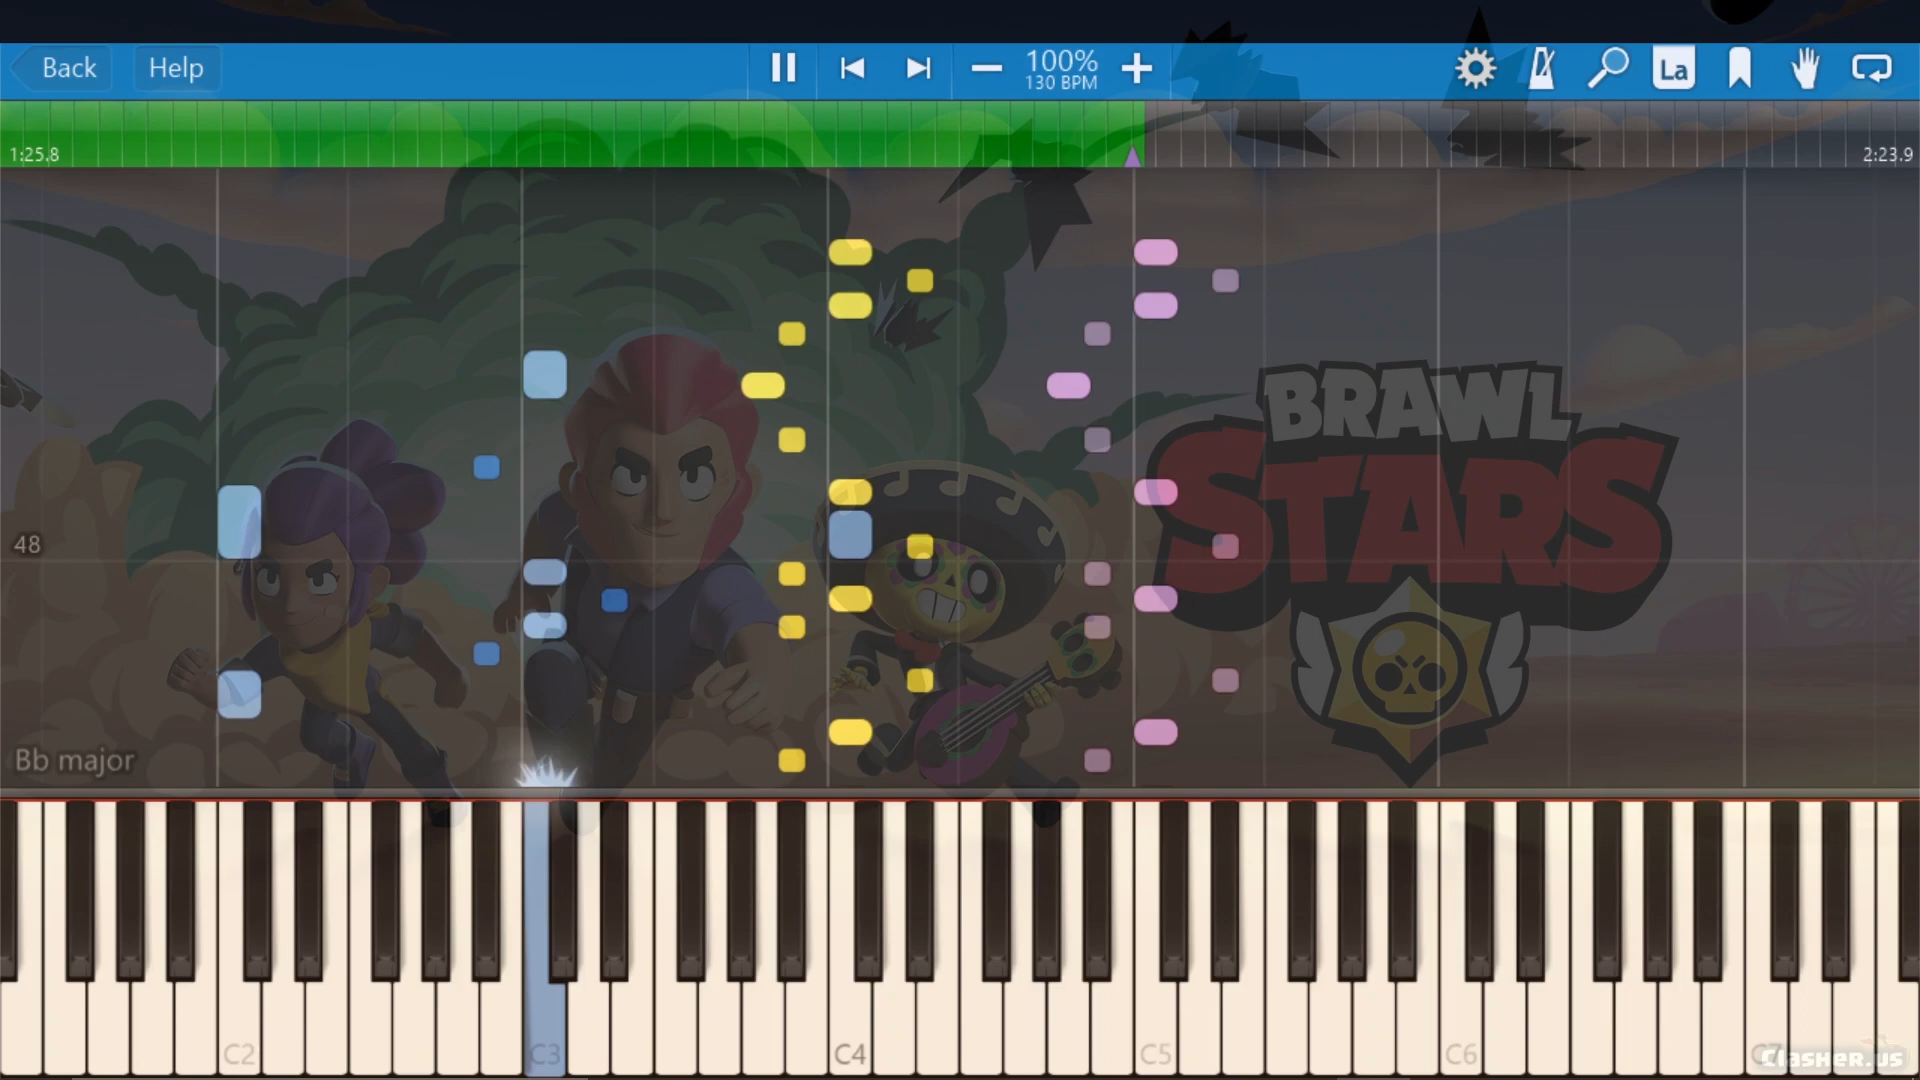 Back
Help
100%
130 BPM
La
1:25.8
2:23.9
BRAWL
STARS
48
Bb major
C2
C3
C4
C5
C6
C7
Clasher.us